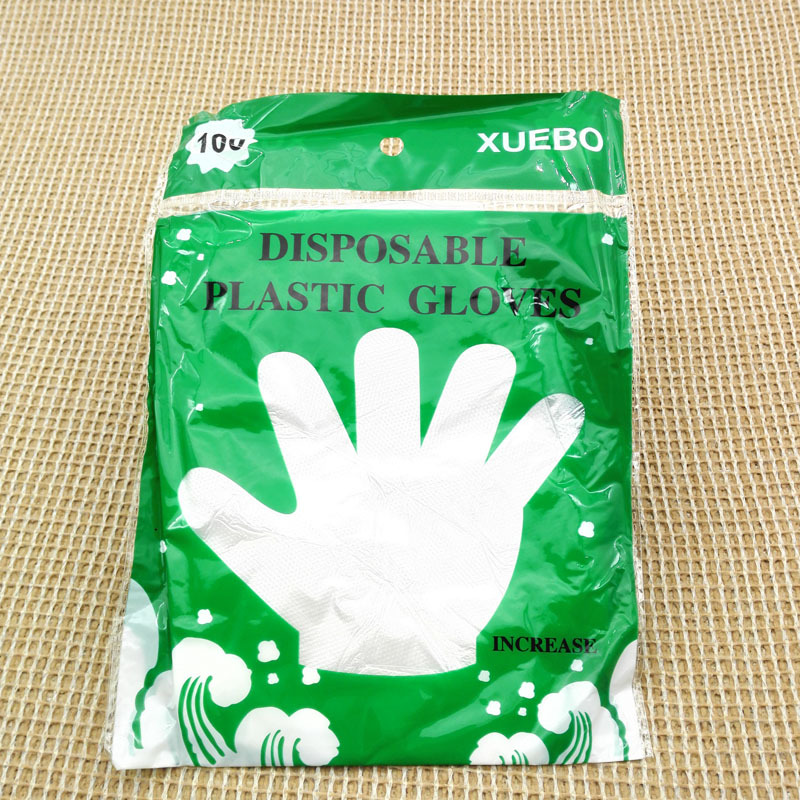 100
XUEBO
DISPOSABLE
PLASTIC GLOVES
INCREASE